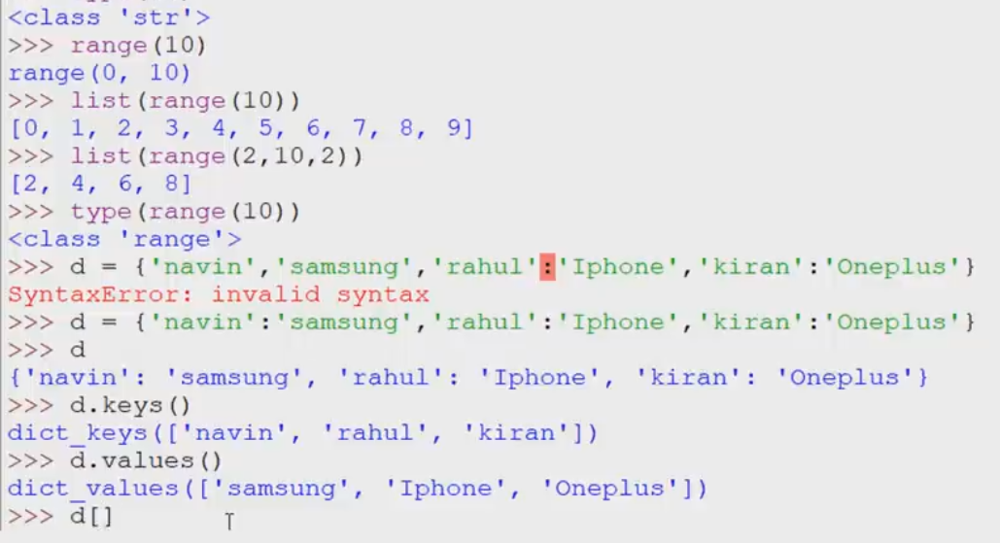 <class 'str'>
>>> range(10)
range(0, 10)
>>> list(range(10))
[0, 1, 2, 3, 4, 5, 6, 7, 8, 9]
>>> list(range(2,10,2))
[2, 4, 6, 8]
>>> type(range(10))
<class 'range'>
>>> d = {'navin','samsung','rahul':'Iphone','kiran':'Oneplus'}
SyntaxError: invalid syntax
>>> d = {'navin':'samsung','rahul':'Iphone','kiran':'Oneplus'}
>>> d
{'navin': 'samsung', 'rahul': 'Iphone', 'kiran': 'Oneplus'}
>>> d.keys()
dict_keys(['navin', 'rahul', 'kiran'])
>>> d.values()
dict_values(['samsung', 'Iphone', 'Oneplus'])
>>> d[]